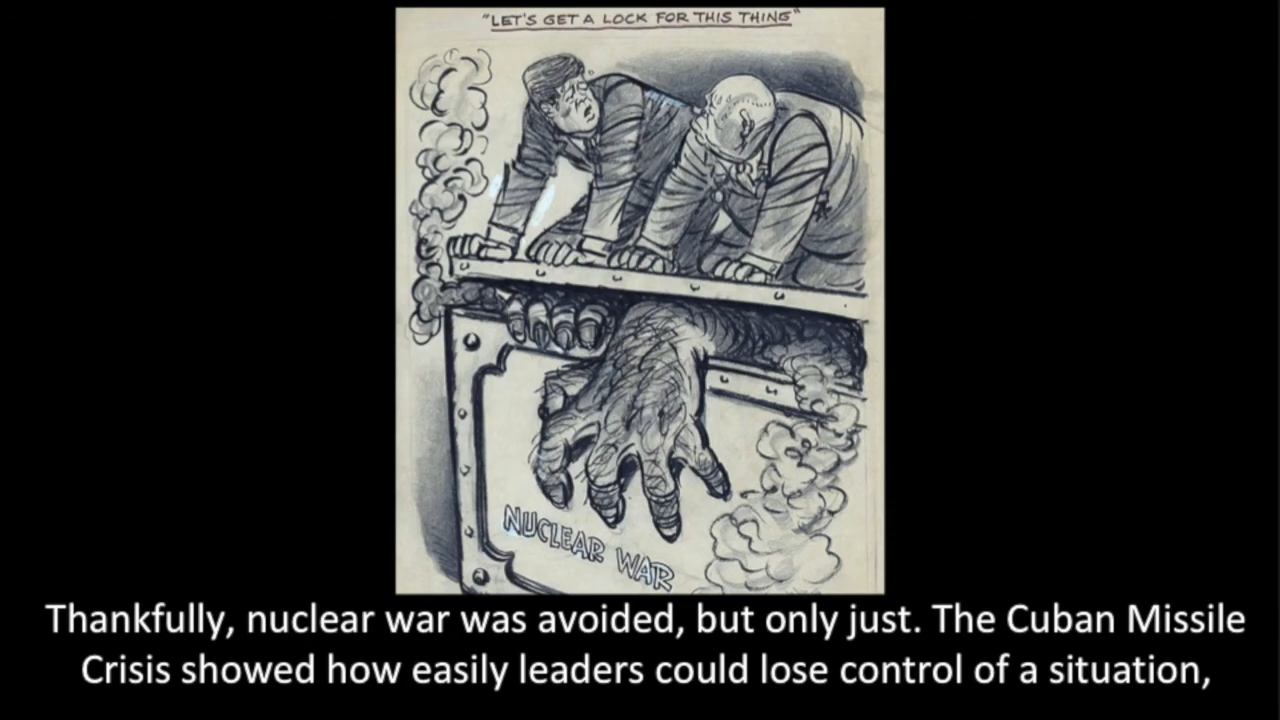 "LET'S GET A LOCK FOR THIS THING"
NUCLEAR WAR
Thankfully, nuclear war was avoided, but only just. The Cuban Missile
Crisis showed how easily leaders could lose control of a situation,